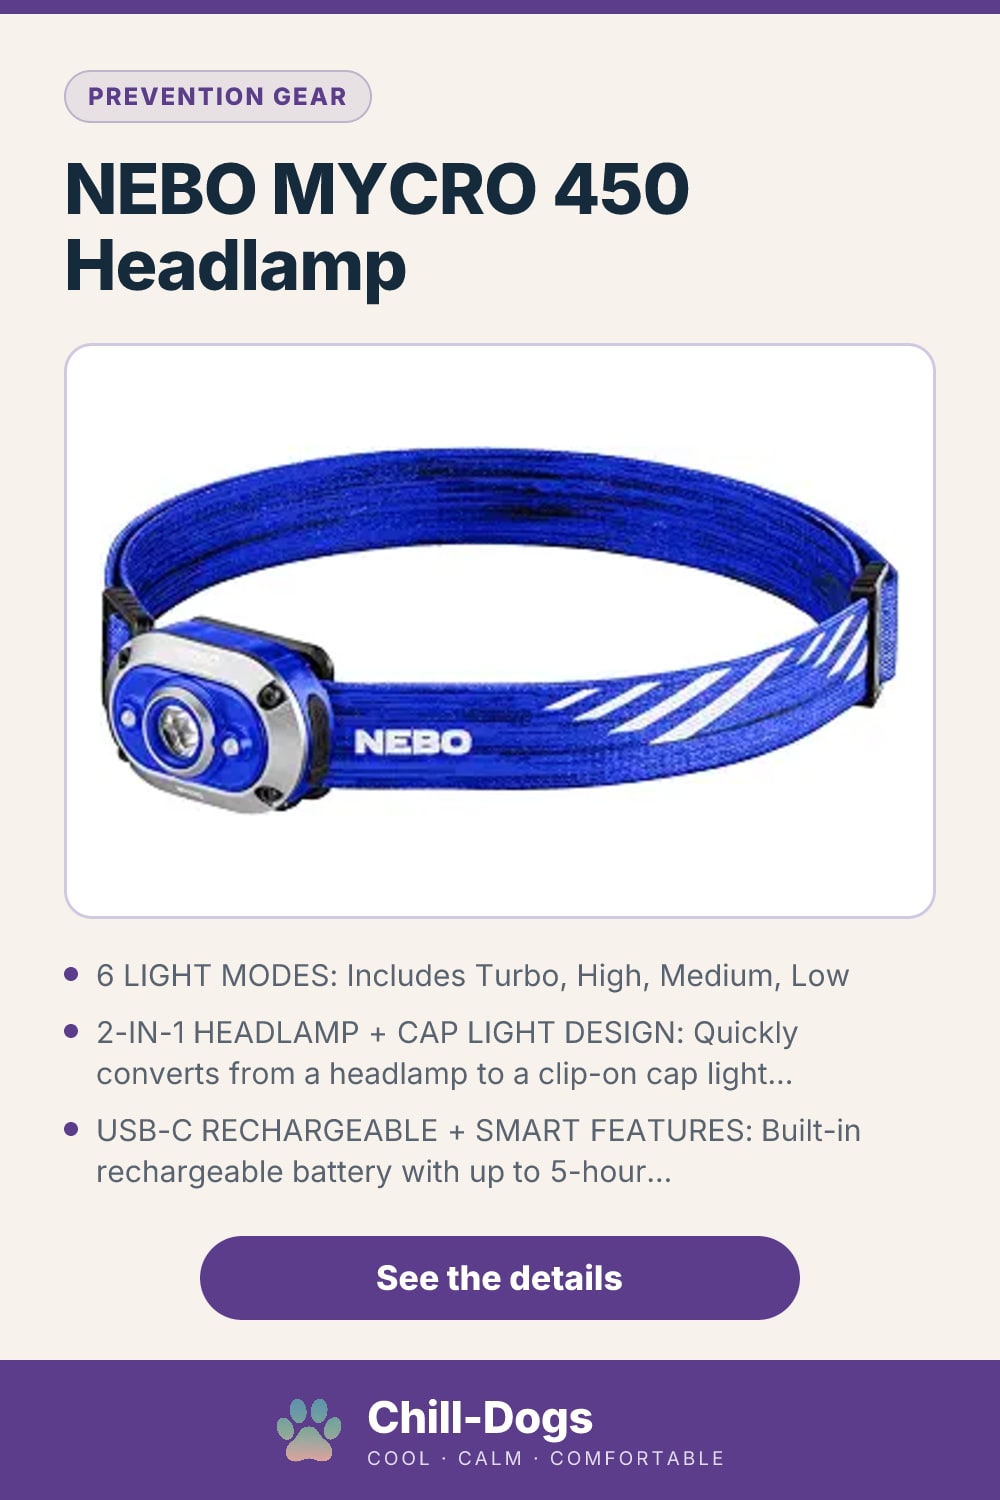 PREVENTION GEAR
NEBO MYCRO 450
Headlamp
NEBO
6 LIGHT MODES: Includes Turbo, High, Medium, Low
2-IN-1 HEADLAMP + CAP LIGHT DESIGN: Quickly
converts from a headlamp to a clip-on cap light...
USB-C RECHARGEABLE + SMART FEATURES: Built-in
rechargeable battery with up to 5-hour...
See the details
Chill-Dogs
COOL · CALM · COMFORTABLE